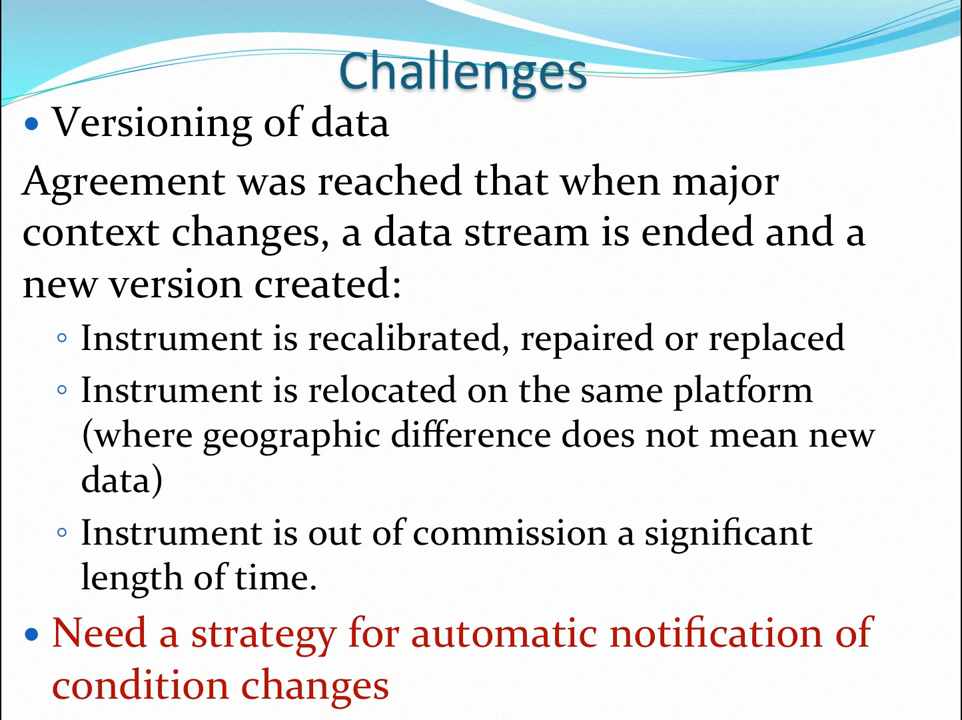 Challenges
• Versioning of data
Agreement was reached that when major
context changes, a data stream is ended and a
new version created:
◦ Instrument is recalibrated, repaired or replaced
◦ Instrument is relocated on the same platform
(where geographic difference does not mean new
data)
◦ Instrument is out of commission a significant
length of time.
• Need a strategy for automatic notification of
condition changes